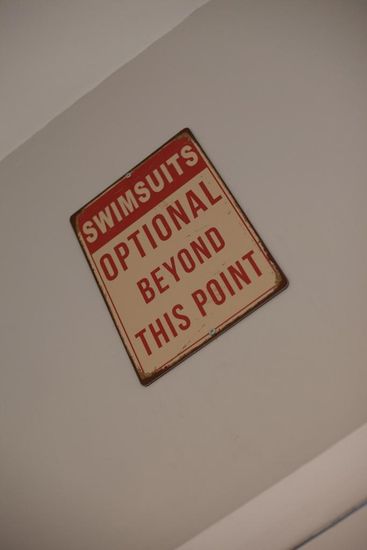 SWIMSUITS
OPTIONAL
BEYOND
THIS POINT